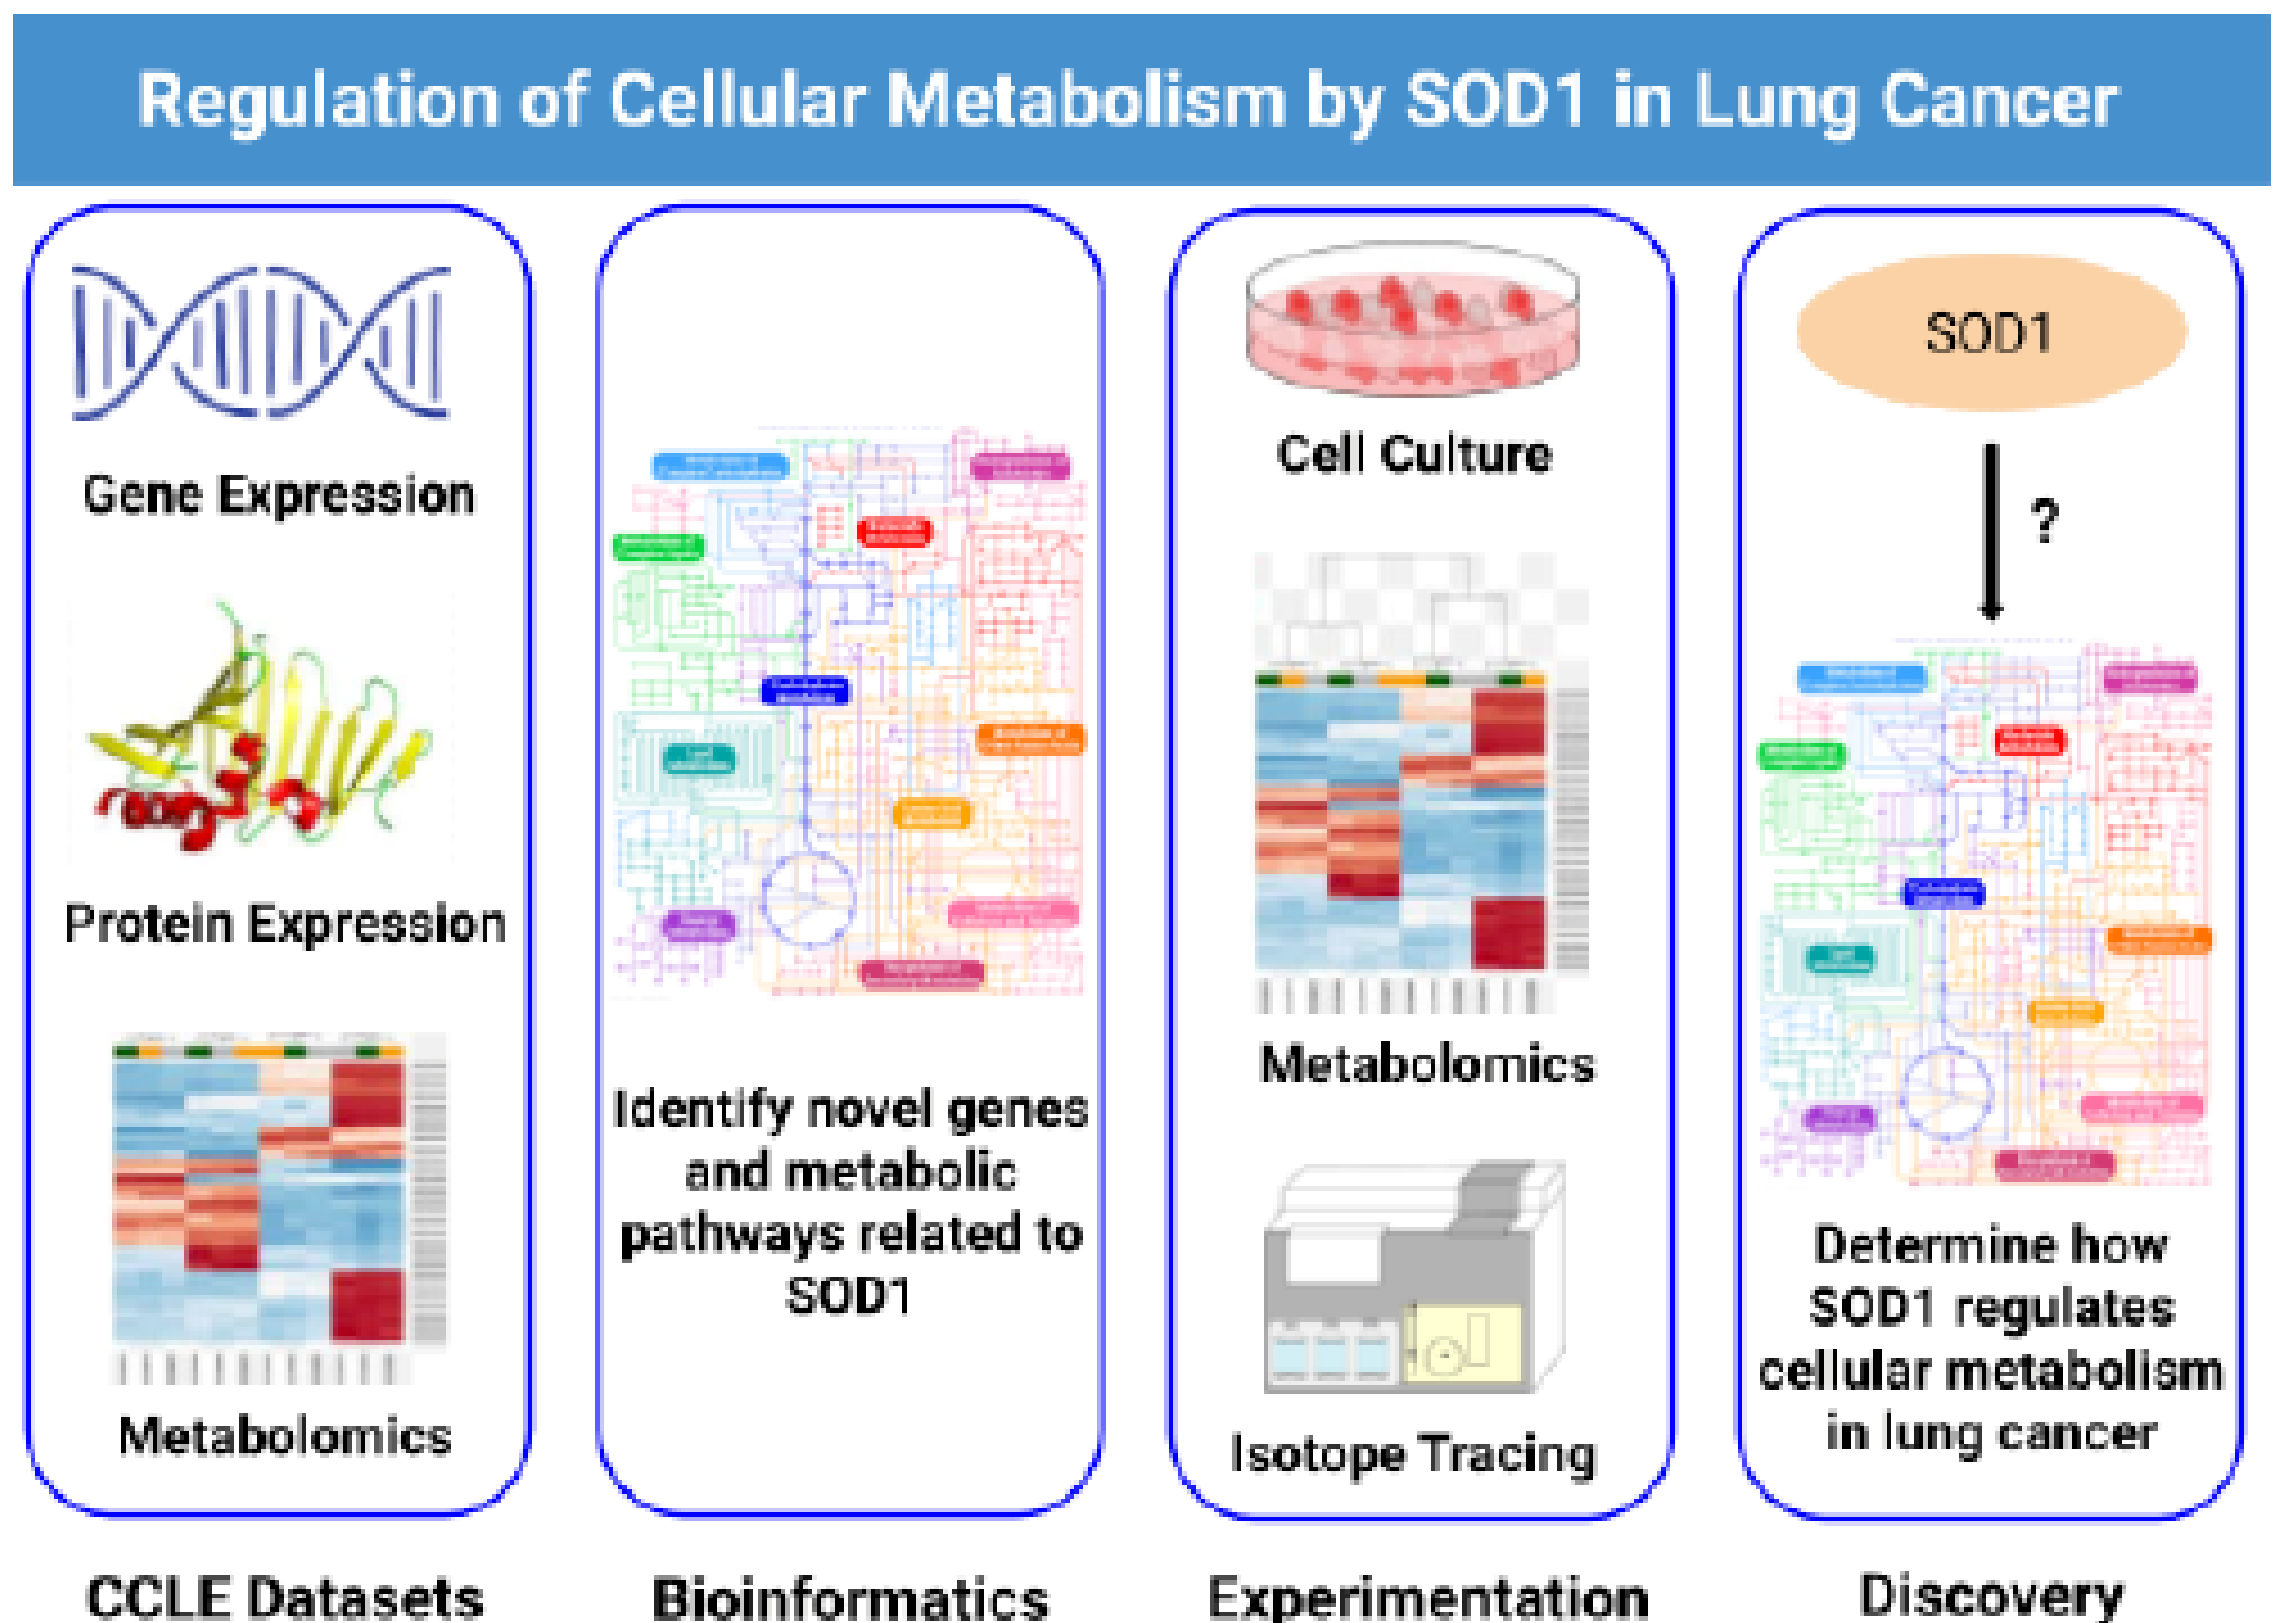 Regulation of Cellular Metabolism by SOD1 in Lung Cancer
Gene Expression
Protein Expression
Metabolomics
CCLE Datasets
Identify novel genes
and metabolic
pathways related to
SOD1
Bioinformatics
Cell Culture
Metabolomics
Isotope Tracing
Experimentation
SOD1
?
Determine how
SOD1 regulates
cellular metabolism
in lung cancer
Discovery